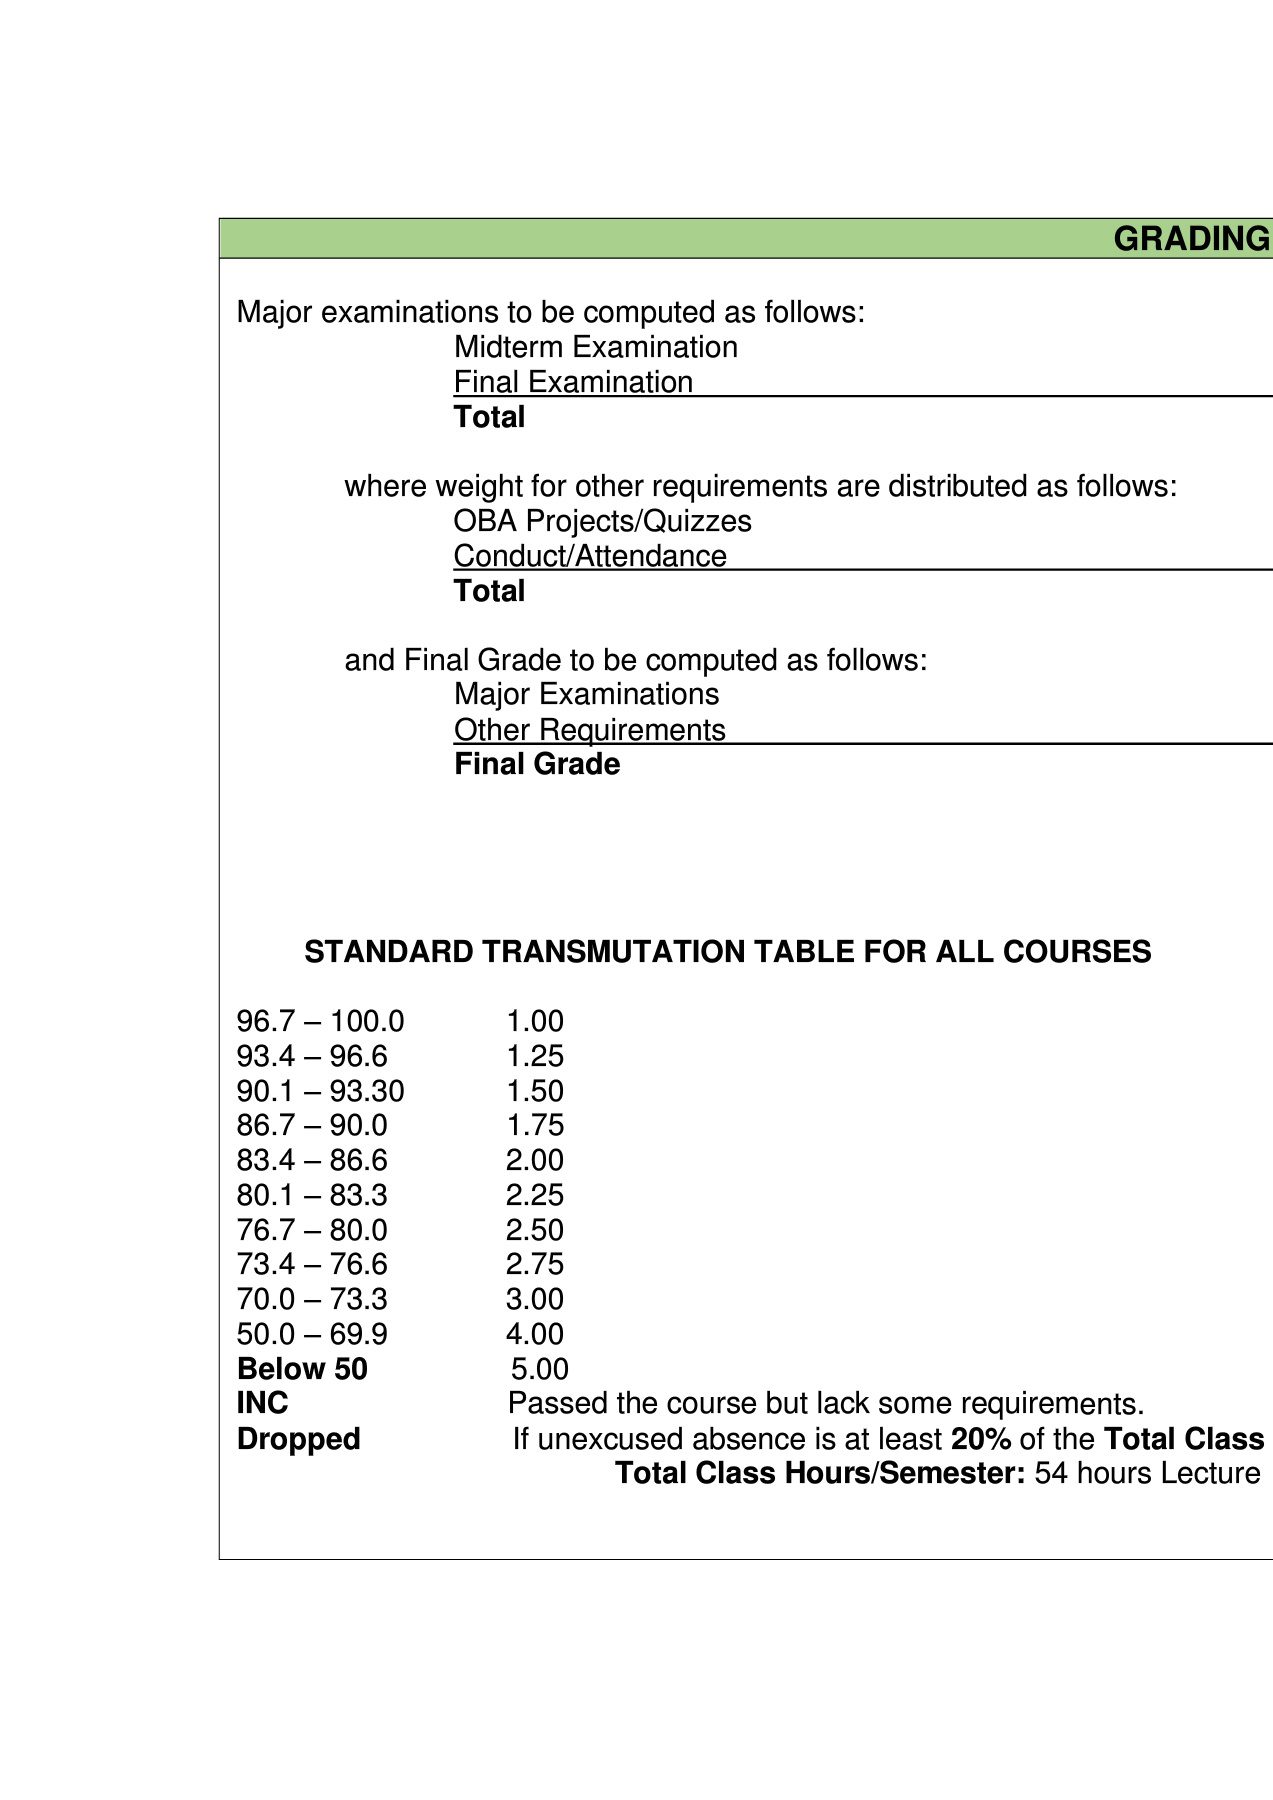 GRADING
Major examinations to be computed as follows:
Midterm Examination
Final Examination
Total
where weight for other requirements are distributed as follows:
OBA Projects/Quizzes
Conduct/Attendance
Total
and Final Grade to be computed as follows:
Major Examinations
Other Requirements
Final Grade
STANDARD TRANSMUTATION TABLE FOR ALL COURSES
96.7 – 100.0 1.00
93.4 – 96.6 1.25
90.1 – 93.30 1.50
86.7 – 90.0 1.75
83.4 – 86.6 2.00
80.1 – 83.3 2.25
76.7 – 80.0 2.50
73.4 – 76.6 2.75
70.0 – 73.3 3.00
50.0 – 69.9 4.00
Below 50 5.00
INC Passed the course but lack some requirements.
Dropped If unexcused absence is at least 20% of the Total Class
Total Class Hours/Semester: 54 hours Lecture